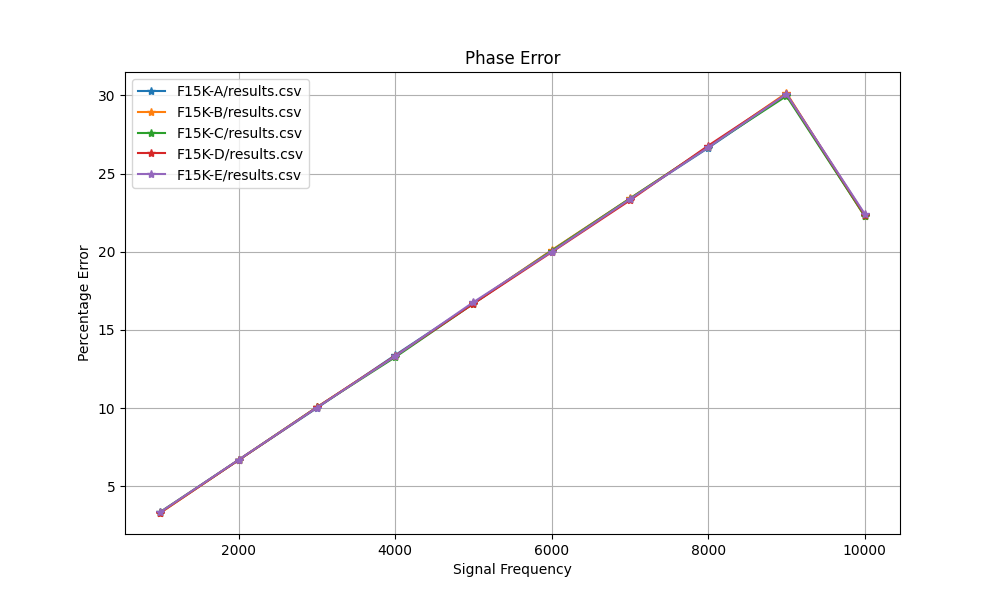 Phase Error
F15K-A/results.csv
F15K-B/results.csv
F15K-C/results.csv
F15K-D/results.csv
F15K-E/results.csv
Percentage Error
30
25
20
15
10
5
2000 4000 6000 8000 10000
Signal Frequency